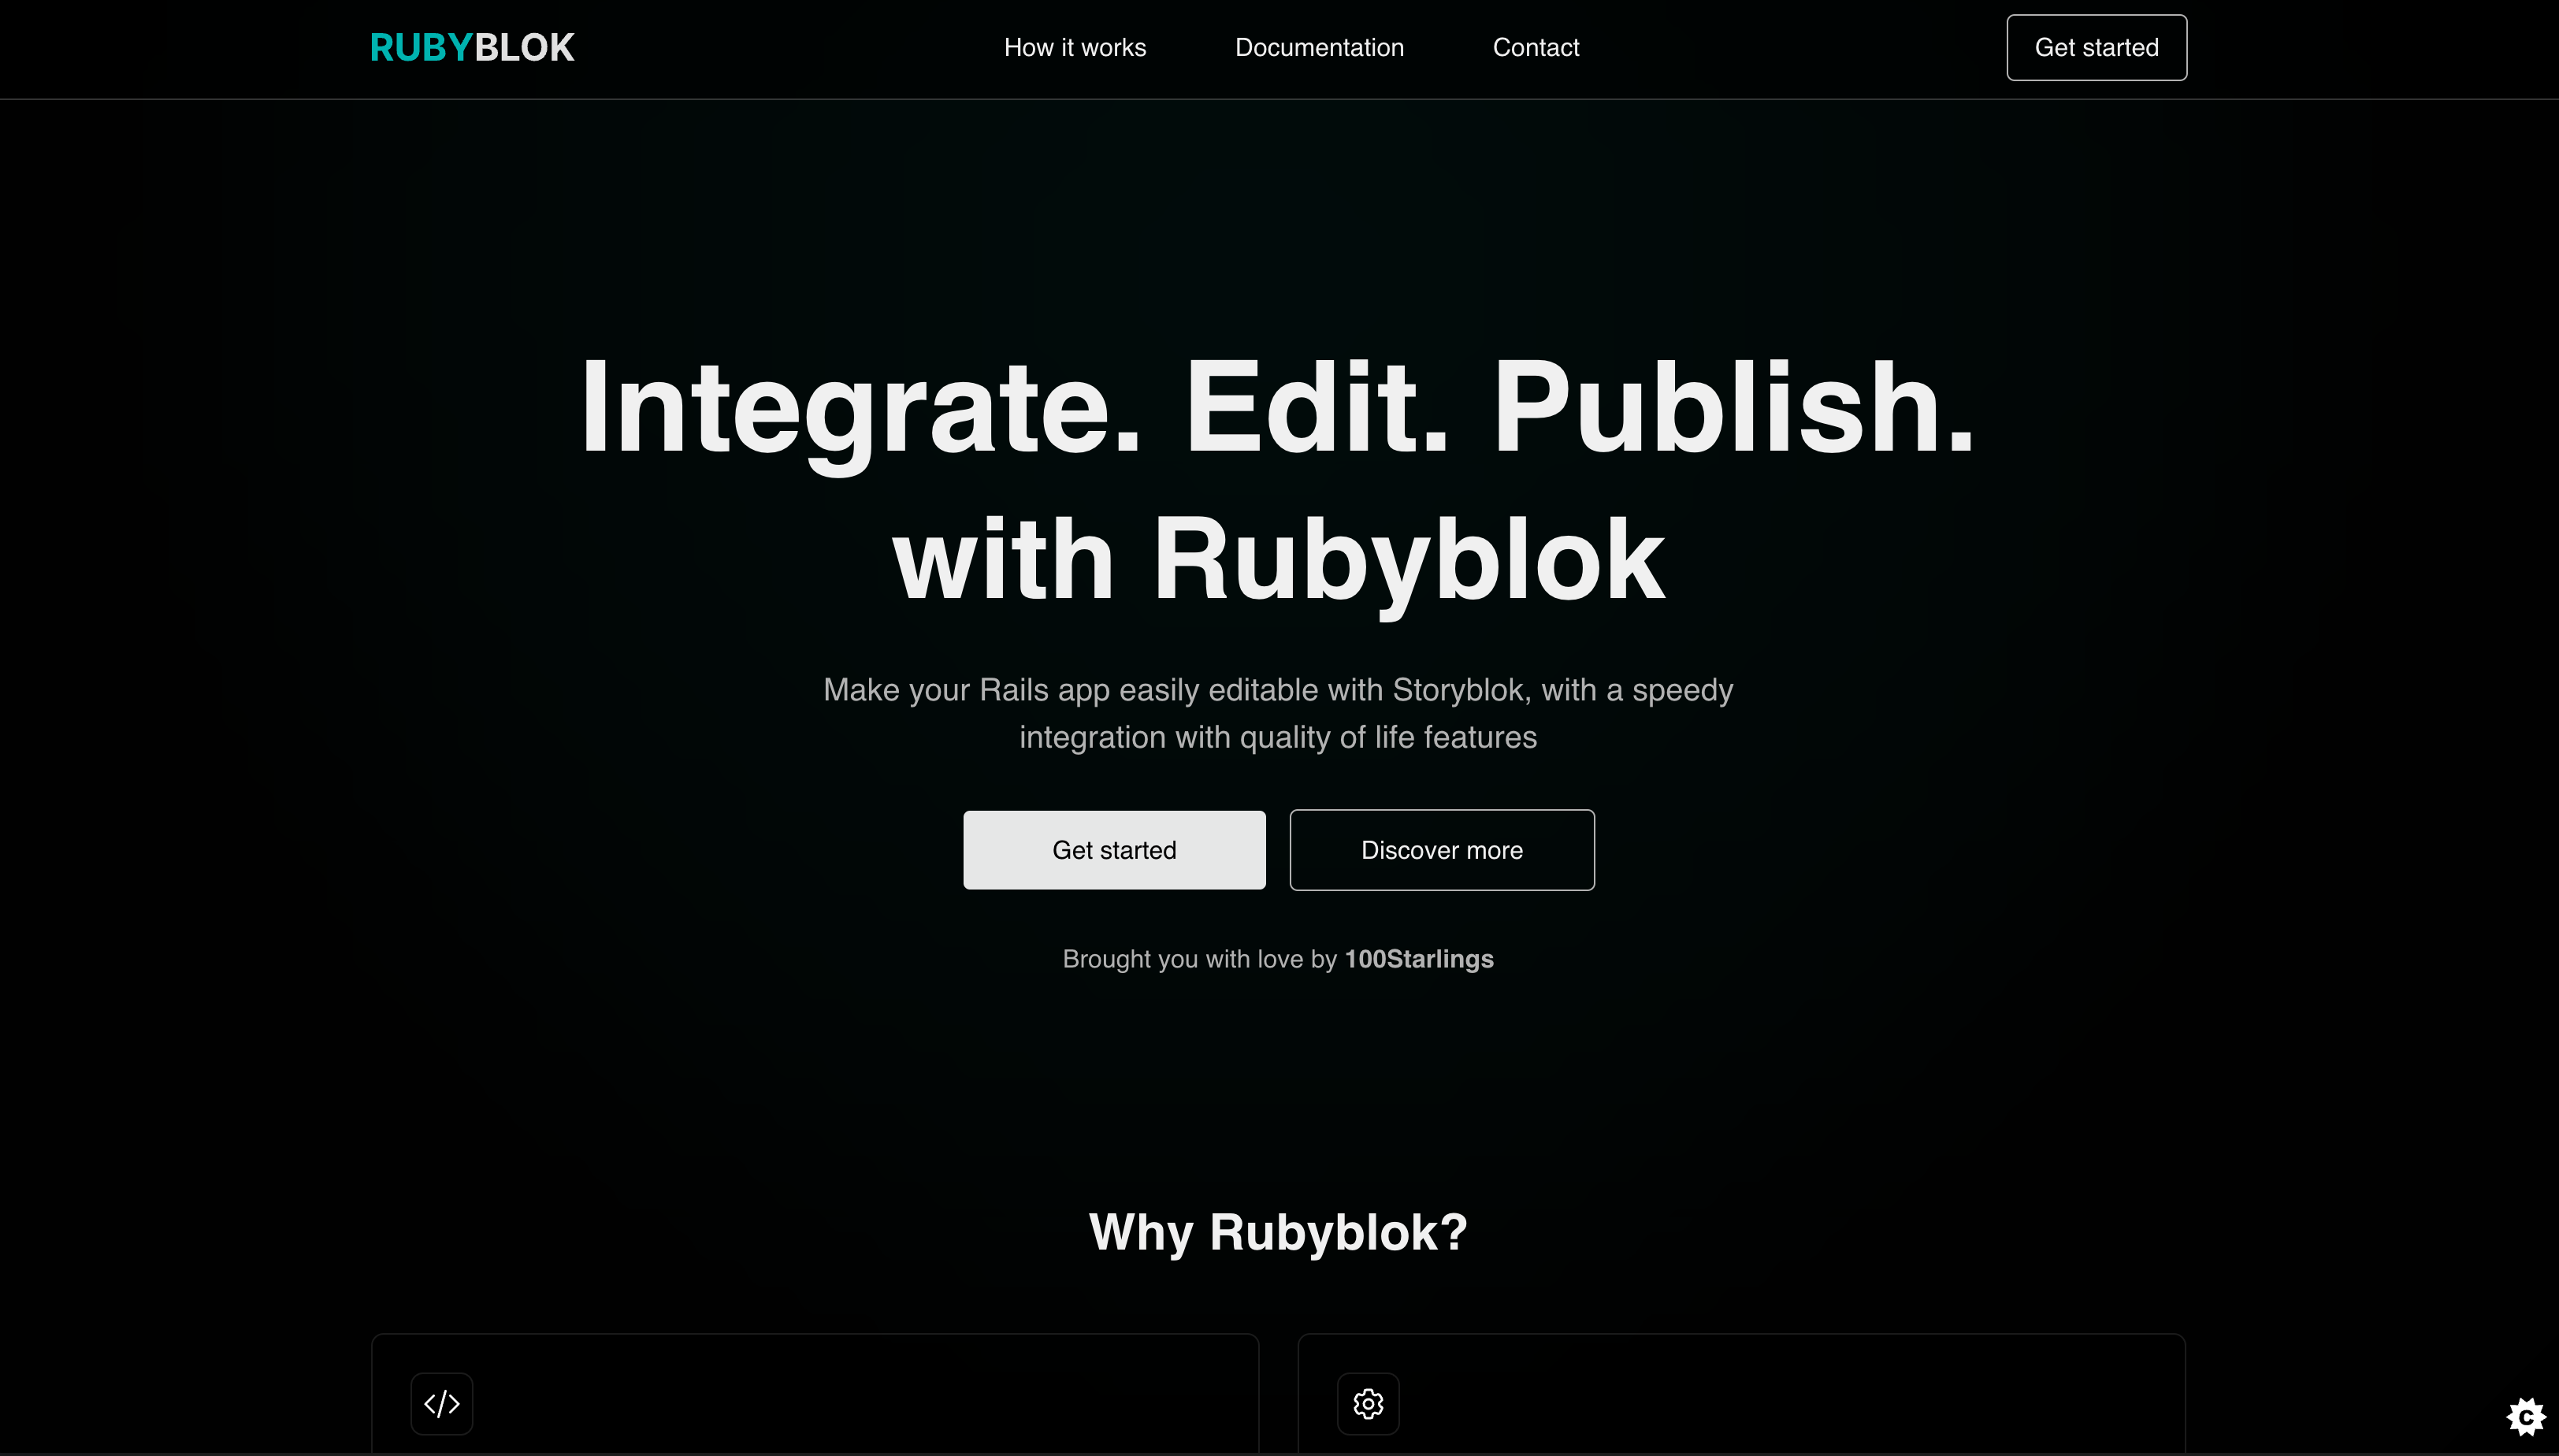 RUBYBLOK
How it works
Documentation
Contact
Get started
Integrate. Edit. Publish.
with Rubyblok
Make your Rails app easily editable with Storyblok, with a speedy
integration with quality of life features
Get started
Discover more
Brought you with love by 100Starlings
Why Rubyblok?
</>
C